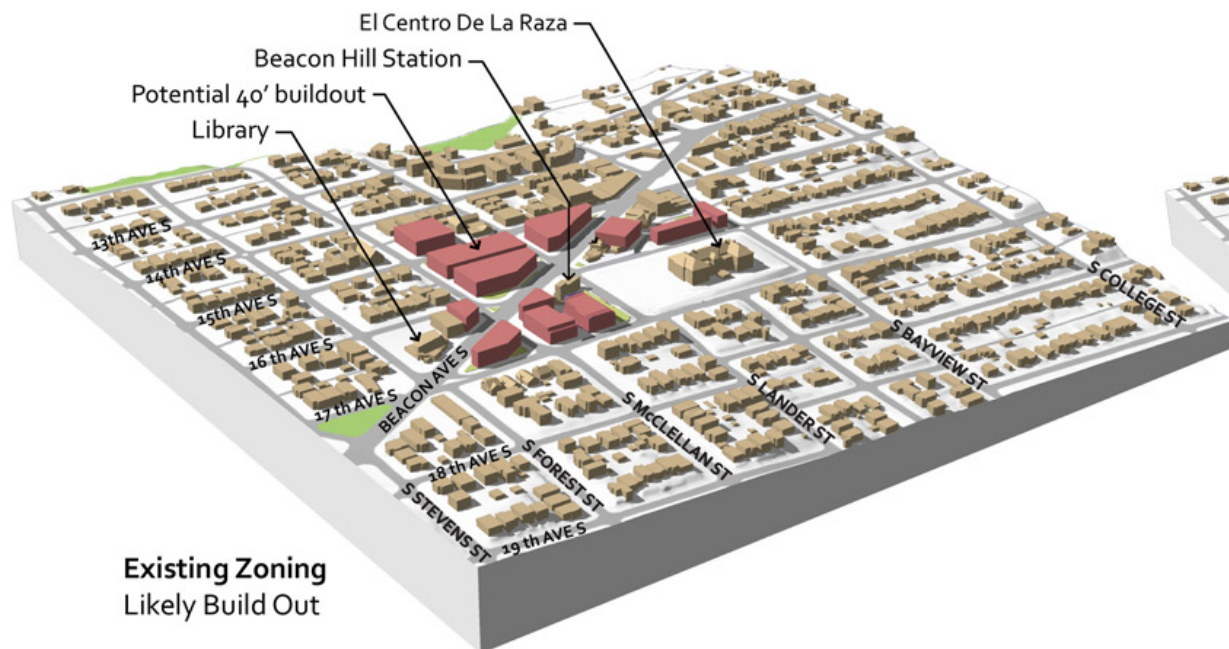 El Centro De La Raza
Beacon Hill Station
Potential 40' buildout
Library
13th AVE S
14th AVE S
15th AVE S
16 th AVE S
17 th AVE S
BEACON AVE S
18 th AVE S
19 th AVE S
S STEVENS ST
S FOREST ST
S McCLELLAN ST
S LANDER ST
S BAYVIEW ST
S COLLEGE ST
Existing Zoning
Likely Build Out